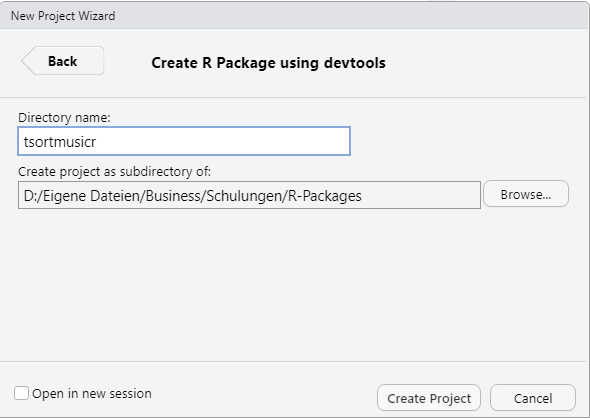 New Project Wizard
Back
Create R Package using devtools
Directory name:
tsortmusicr
Create project as subdirectory of:
D:/Eigene Dateien/Business/Schulungen/R-Packages
Browse...
Open in new session
Create Project
Cancel